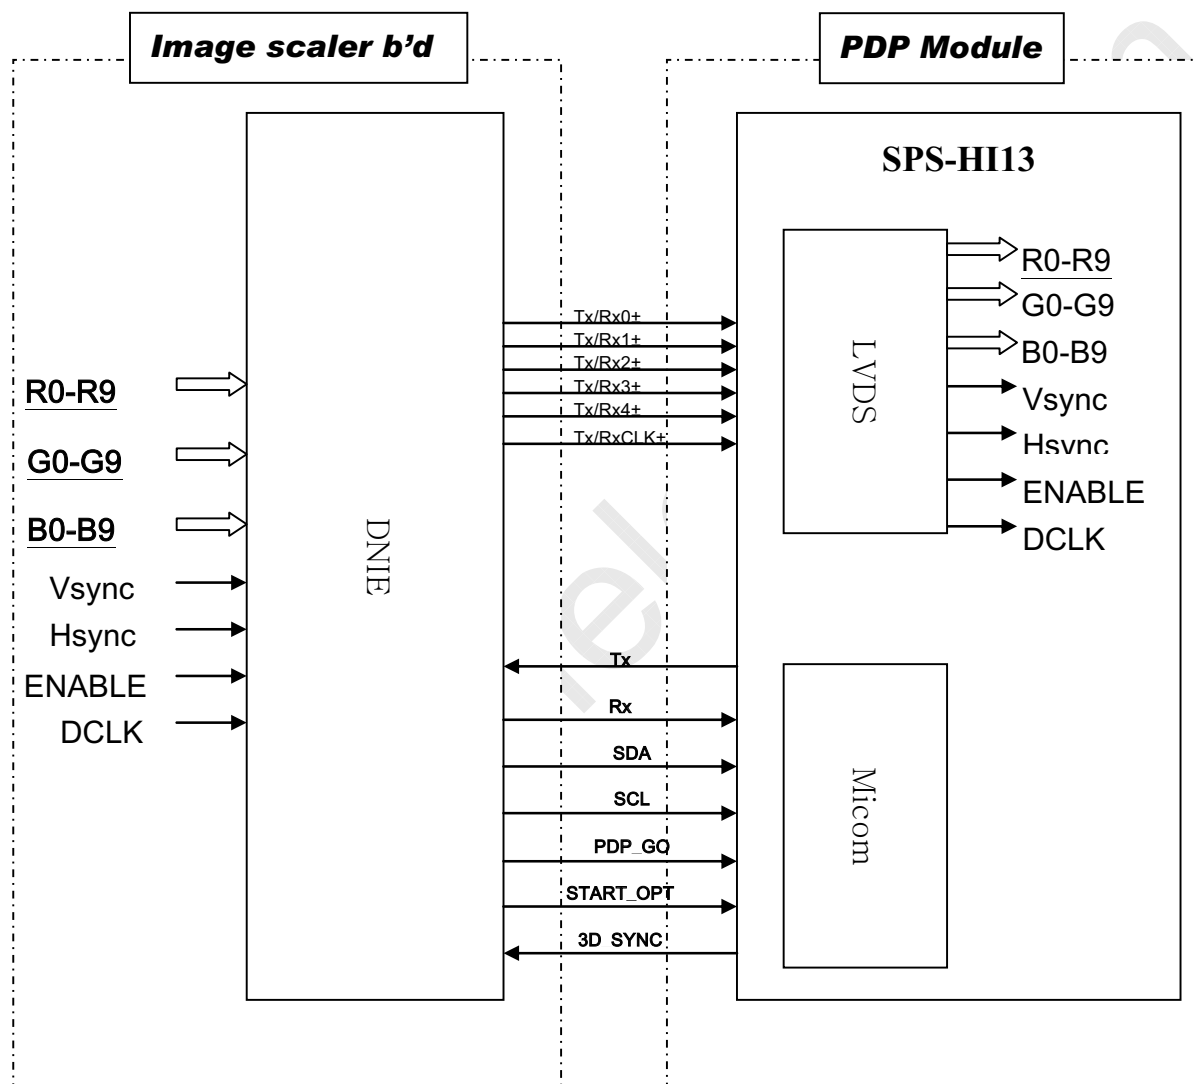 Image scaler b'd
PDP Module
SPS-HI13
R0-R9
G0-G9
B0-B9
Vsync
Hsync
ENABLE
DCLK
DNIE
Tx/Rx0±
Tx/Rx1±
Tx/Rx2±
Tx/Rx3±
Tx/Rx4±
Tx/RxCLK±
Tx
Rx
SDA
SCL
PDP_GO
START_OPT
3D_SYNC
LVDS
R0-R9
G0-G9
B0-B9
Vsync
Hsync
ENABLE
DCLK
Micom